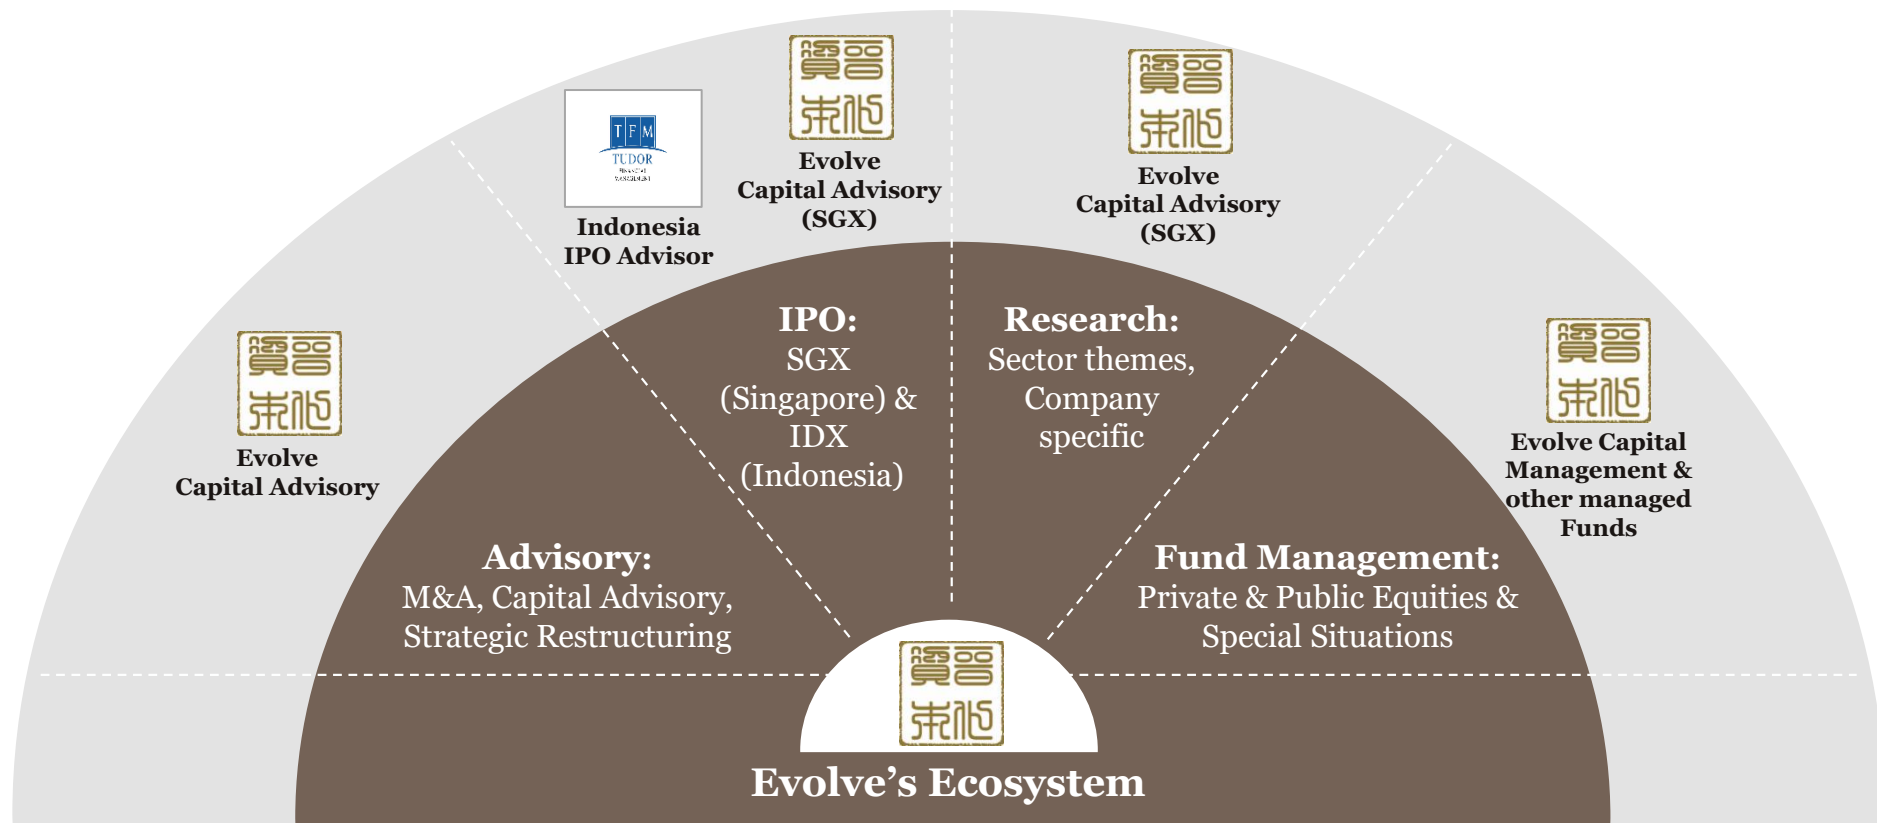 TFM
TUDOR
FINANCIAL
MANAGEMENT
Indonesia
IPO Advisor
Evolve
Capital Advisory
(SGX)
Evolve
Capital Advisory
(SGX)
Evolve
Capital Advisory
Evolve Capital
Management &
other managed
Funds
IPO:
SGX
(Singapore) &
IDX
(Indonesia)
Research:
Sector themes,
Company
specific
Advisory:
M&A, Capital Advisory,
Strategic Restructuring
Fund Management:
Private & Public Equities &
Special Situations
Evolve’s Ecosystem